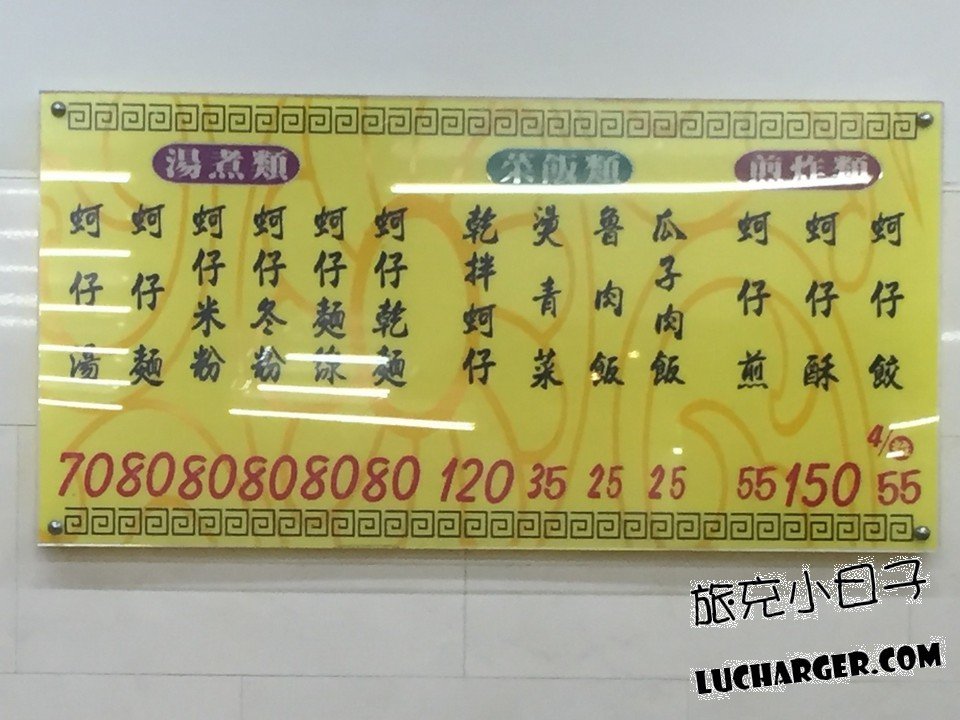 湯煮類
蚵仔湯 70
蚵仔麵 80
蚵仔米粉 80
蚵仔冬粉 80
蚵仔麵線 80
蚵仔乾麵 80
菜飯類
乾拌蚵仔 120
燙青菜 35
魯肉飯 25
瓜子肉飯 25
煎炸類
蚵仔煎 55
蚵仔酥 150
蚵仔餃 4/ 55
旅充小日子
LUCHARGER.COM